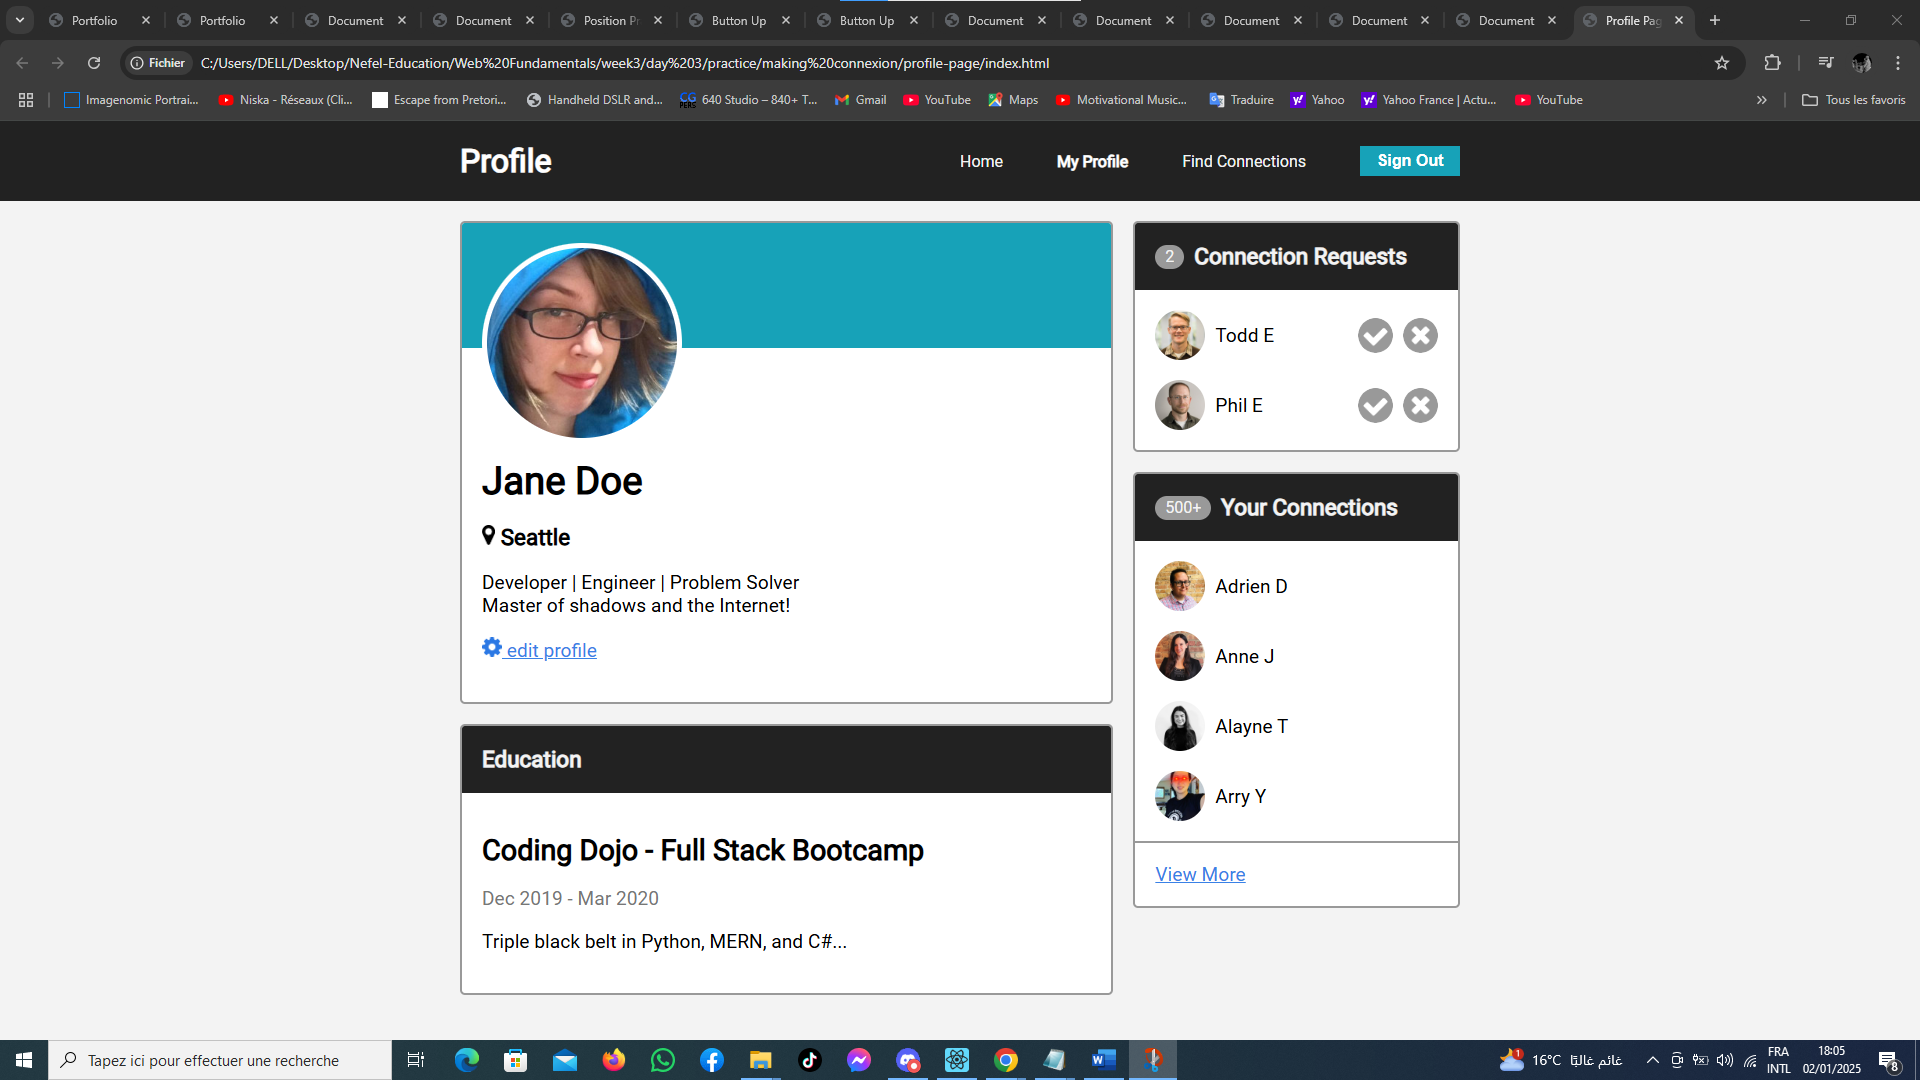 Portfolio
Portfolio
Document
Document
Position Pr
Button Up
Button Up
Document
Document
Document
Document
Document
Profile Pag
Fichier
C:/Users/DELL/Desktop/Nefel-Education/Web%20Fundamentals/week3/day%203/practice/making%20connexion/profile-page/index.html
Imagenomic Portrai...
Niska - Réseaux (Cli...
Escape from Pretori...
Handheld DSLR and...
640 Studio – 840+ T...
Gmail
YouTube
Maps
Motivational Music...
Traduire
Yahoo
Yahoo France | Actu...
YouTube
Tous les favoris
Profile
Home
My Profile
Find Connections
Sign Out
Jane Doe
Seattle
Developer | Engineer | Problem Solver
Master of shadows and the Internet!
edit profile
Education
Coding Dojo - Full Stack Bootcamp
Dec 2019 - Mar 2020
Triple black belt in Python, MERN, and C#...
2 Connection Requests
Todd E
Phil E
500+ Your Connections
Adrien D
Anne J
Alayne T
Arry Y
View More
Tapez ici pour effectuer une recherche
1
16°C غائم غالبًا
FRA
INTL
18:05
02/01/2025
8